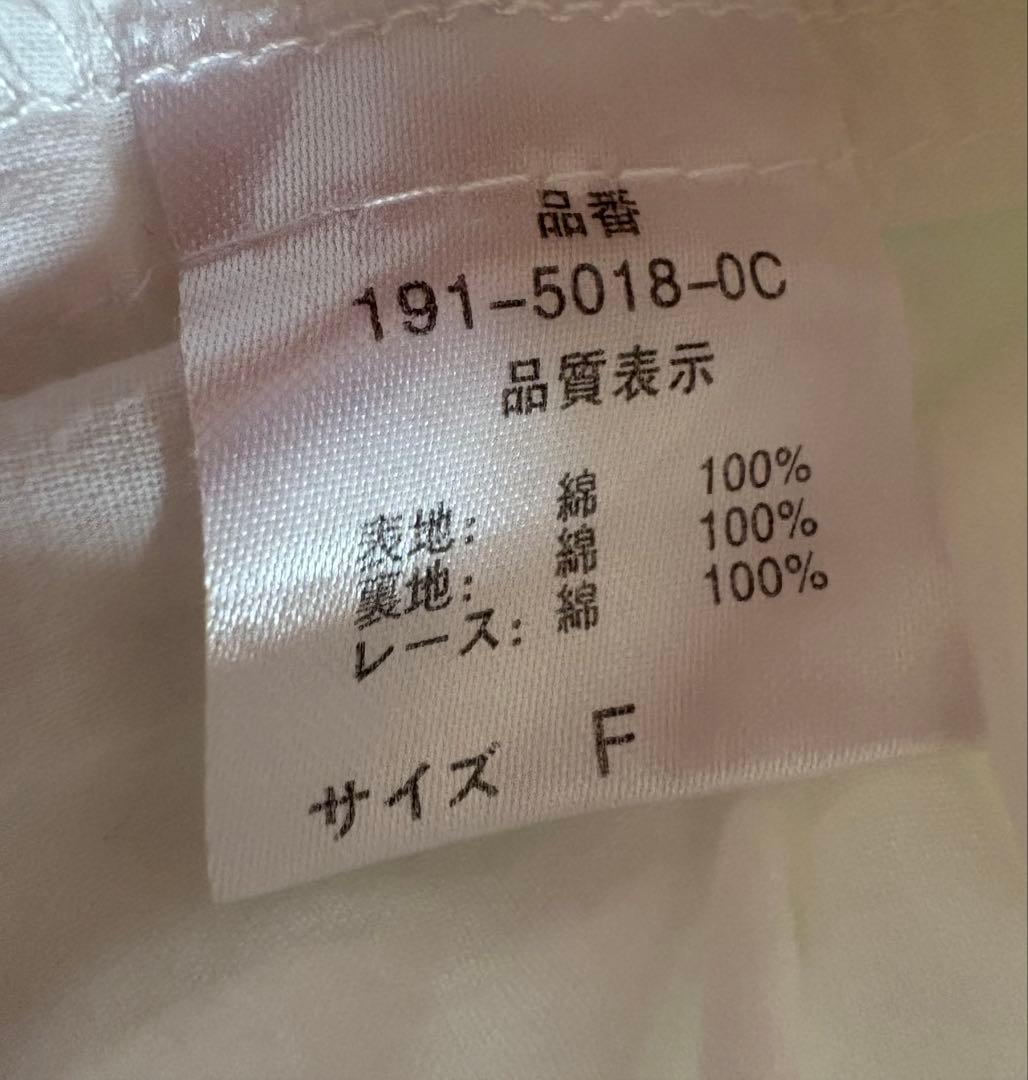 品番
191-5018-0C
品質表示
表地: 綿 100%
裏地: 綿 100%
レース: 綿 100%
サイズ F